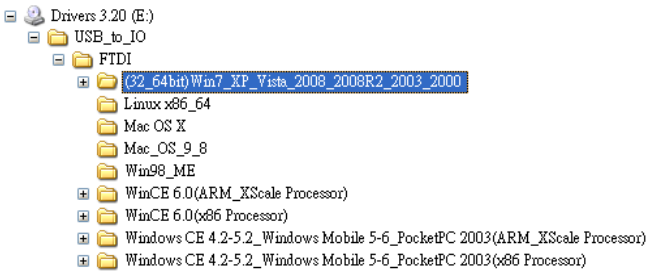 Drivers 3.20 (E:)
USB_to_IO
FTDI
(32_64bit)Win7_XP_Vista_2008_2008R2_2003_2000
Linux x86_64
Mac OS X
Mac_OS_9_8
Win98_ME
WinCE 6.0(ARM_XScale Processor)
WinCE 6.0(x86 Processor)
Windows CE 4.2-5.2_Windows Mobile 5-6_PocketPC 2003(ARM_XScale Processor)
Windows CE 4.2-5.2_Windows Mobile 5-6_PocketPC 2003(x86 Processor)